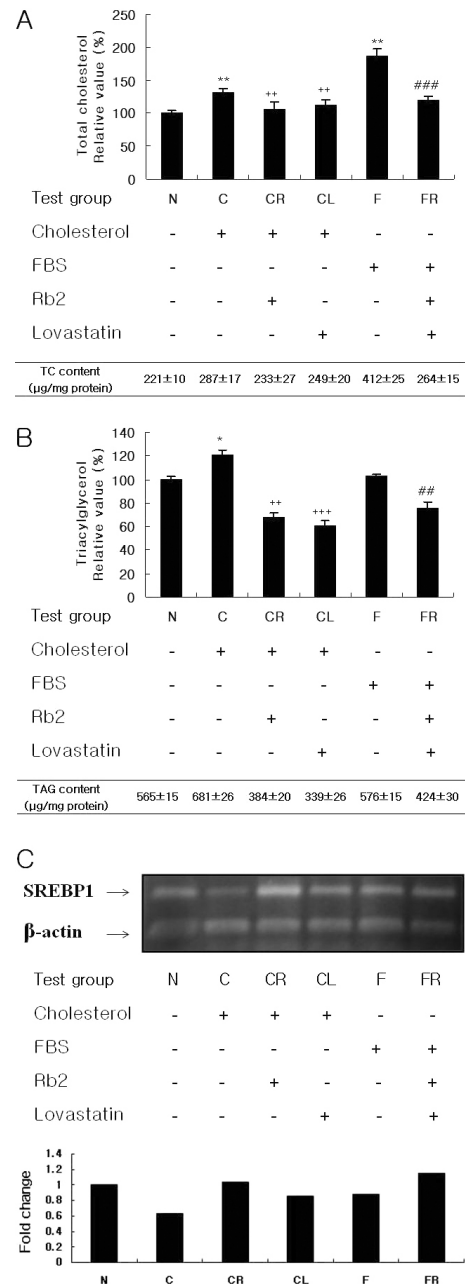 A
Total cholesterol
Relative value (%)
250
200
150
100
50
0
** ++ ++ ** ###
Test group N C CR CL F FR
Cholesterol - + + + - -
FBS - - - - + +
Rb2 - - + - - +
Lovastatin - - - + - +
TC content
(μg/mg protein)
221±10 287±17 233±27 249±20 412±25 264±15
B
Triacylglycerol
Relative value (%)
140
120
100
80
60
40
20
0
* ++ +++ ##
Test group N C CR CL F FR
Cholesterol - + + + - -
FBS - - - - + +
Rb2 - - + - - +
Lovastatin - - - + - +
TAG content
(μg/mg protein)
565±15 681±26 384±20 339±26 576±15 424±30
C
SREBP1 →
β-actin →
Test group N C CR CL F FR
Cholesterol - + + + - -
FBS - - - - + +
Rb2 - - + - - +
Lovastatin - - - + - +
Fold change
1.4
1.2
1
0.8
0.6
0.4
0.2
0
N C CR CL F FR